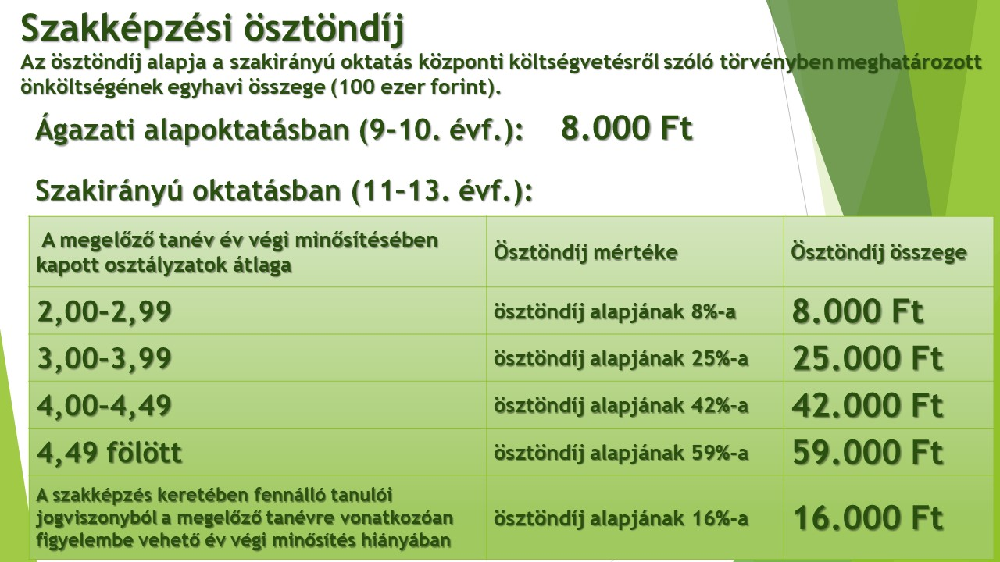 Szakképzési ösztöndíj
Az ösztöndíj alapja a szakirányú oktatás központi költségvetésről szóló törvényben meghatározott
önköltségének egyhavi összege (100 ezer forint).
Ágazati alapoktatásban (9-10. évf.): 8.000 Ft
Szakirányú oktatásban (11–13. évf.):
A megelőző tanév év végi minősítésében
kapott osztályzatok átlaga
Ösztöndíj mértéke
Ösztöndíj összege
2,00–2,99 ösztöndíj alapjának 8%-a 8.000 Ft
3,00–3,99 ösztöndíj alapjának 25%-a 25.000 Ft
4,00–4,49 ösztöndíj alapjának 42%-a 42.000 Ft
4,49 fölött ösztöndíj alapjának 59%-a 59.000 Ft
A szakképzés keretében fennálló tanulói
jogviszonyból a megelőző tanévre vonatkozóan
figyelembe vehető év végi minősítés hiányában
ösztöndíj alapjának 16%-a 16.000 Ft